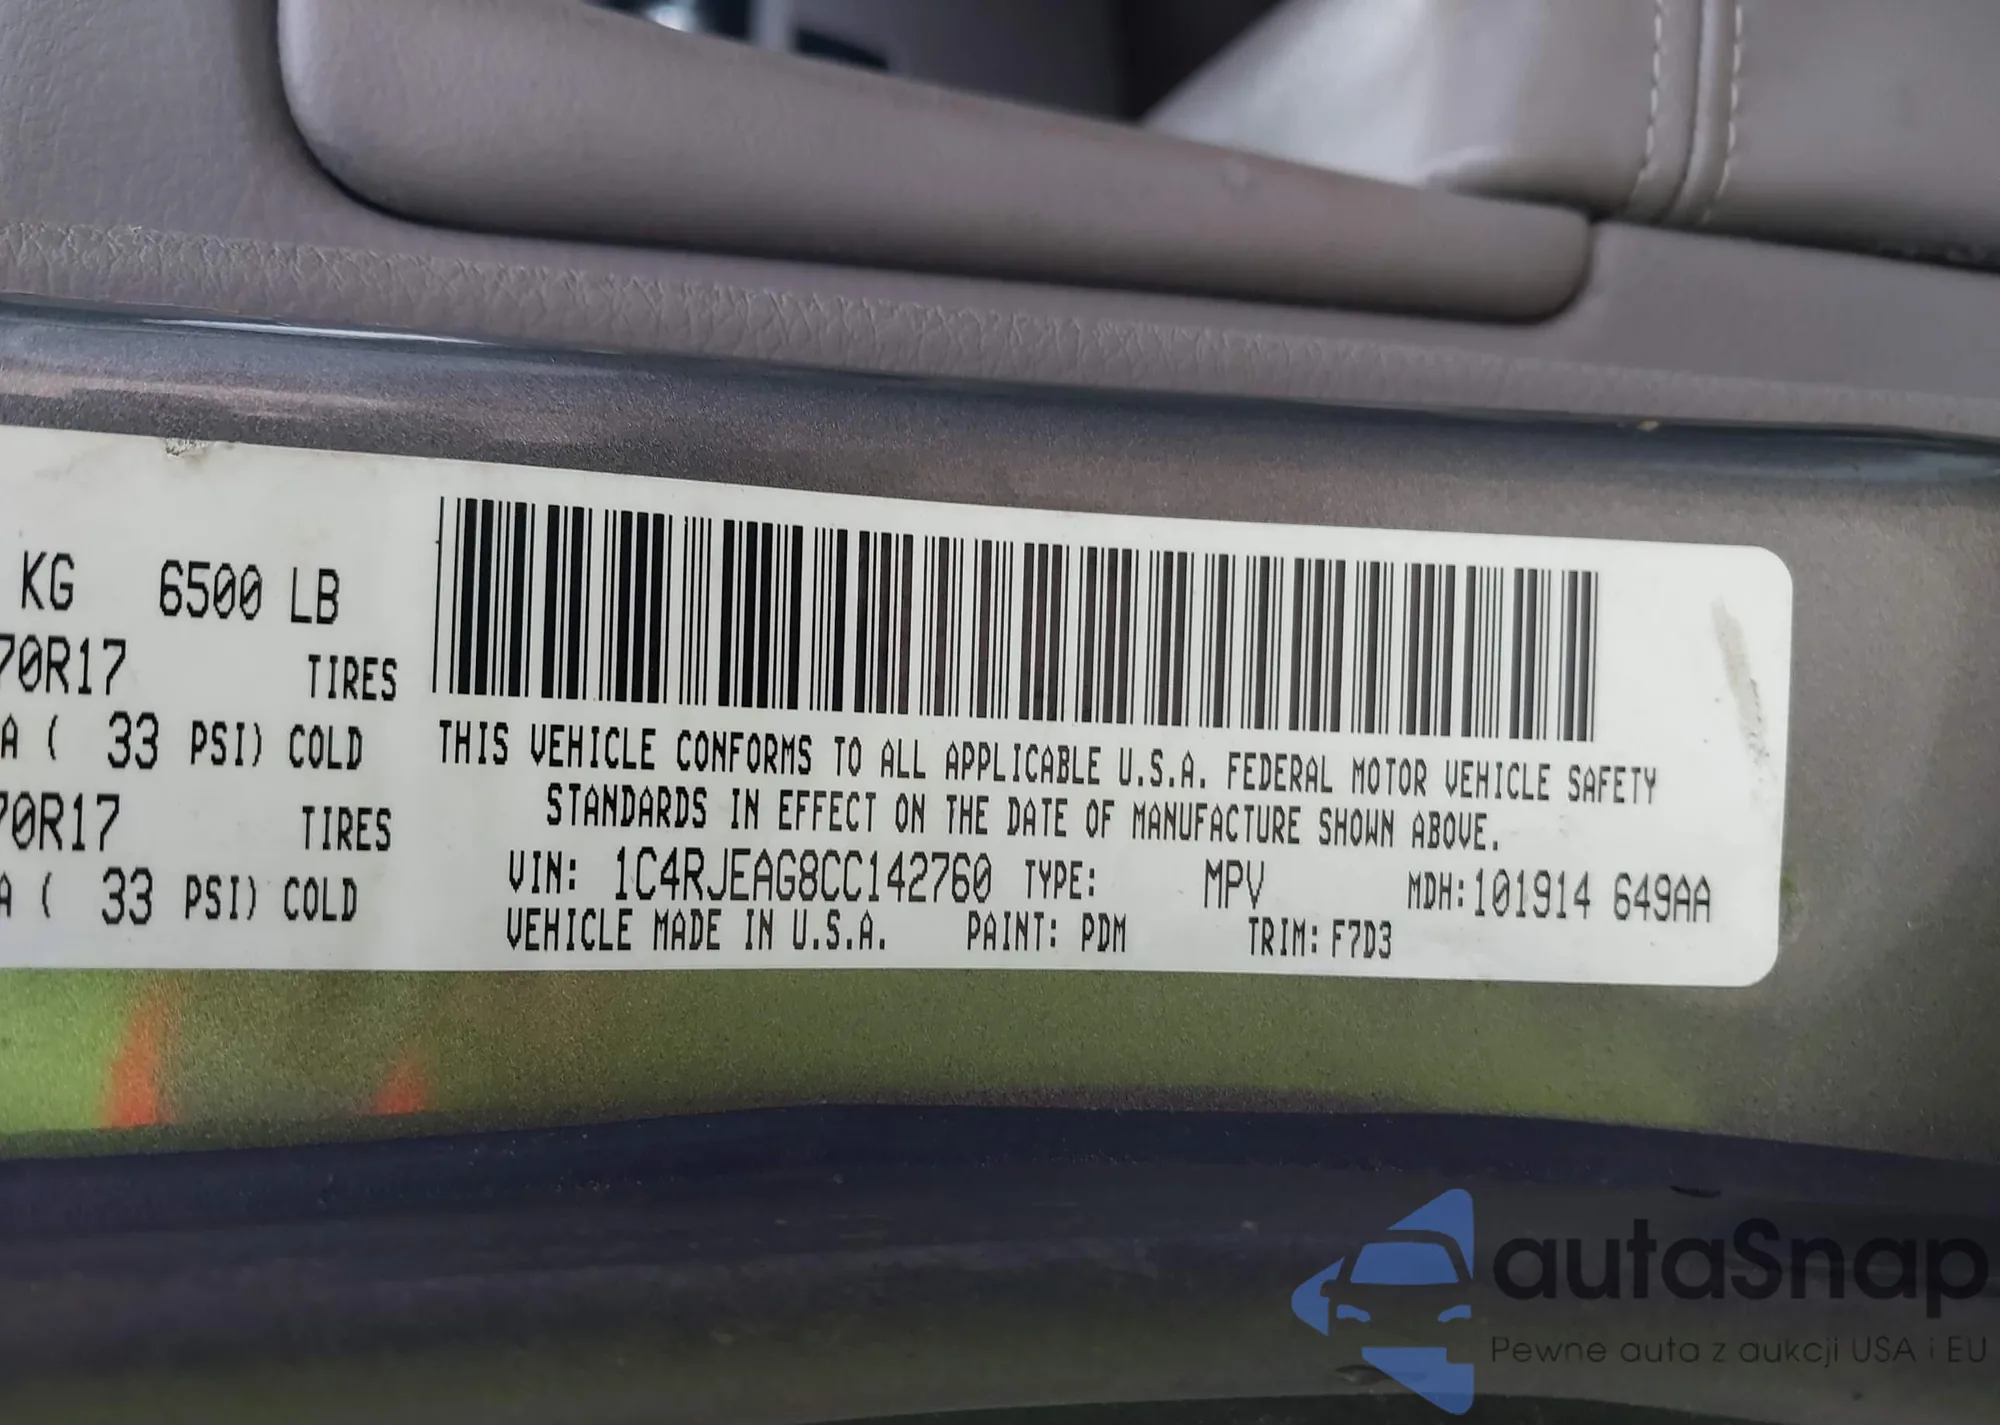 KG 6500 LB
70R17 TIRES
A ( 33 PSI) COLD
70R17 TIRES
A ( 33 PSI) COLD
THIS VEHICLE CONFORMS TO ALL APPLICABLE U.S.A. FEDERAL MOTOR VEHICLE SAFETY
STANDARDS IN EFFECT ON THE DATE OF MANUFACTURE SHOWN ABOVE.
VIN: 1C4RJEAG8CC142760 TYPE: MPV MDH:101914 649AA
VEHICLE MADE IN U.S.A. PAINT: PDM TRIM: F7D3
autaSnap
Pewne auta z aukcji USA i EU